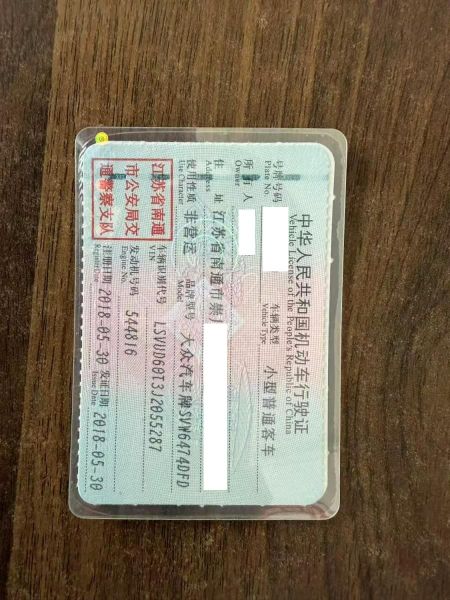 中华人民共和国机动车行驶证
Vehicle License of the People's Republic of China
号牌号码
Plate No.
车辆类型
Vehicle Type
小型普通客车
所有人
Owner
住址
Address
江苏省南通市崇川
使用性质
Use Character
非营运
品牌型号
Model
大众汽车牌SVW6474DFD
江苏省南通
市公安局交
通警察支队
车辆识别代号
VIN
LSVUD60T3J2055287
发动机号码
Engine No.
544816
注册日期
Register Date
2018-05-30
发证日期
Issue Date
2018-05-30